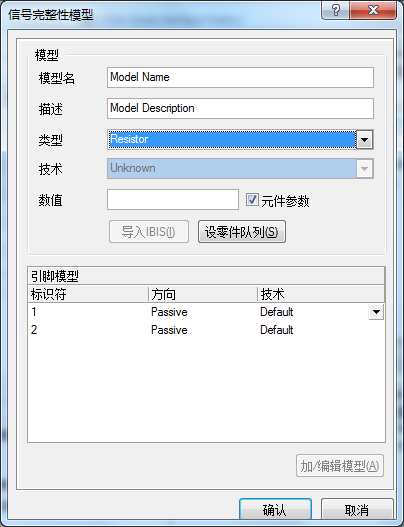 信号完整性模型
模型
模型名 Model Name
描述 Model Description
类型 Resistor
技术 Unknown
数值 元件参数
导入IBIS(I) 设零件队列(S)
引脚模型
标识符 方向 技术
1 Passive Default
2 Passive Default
加/编辑模型(A)
确认 取消